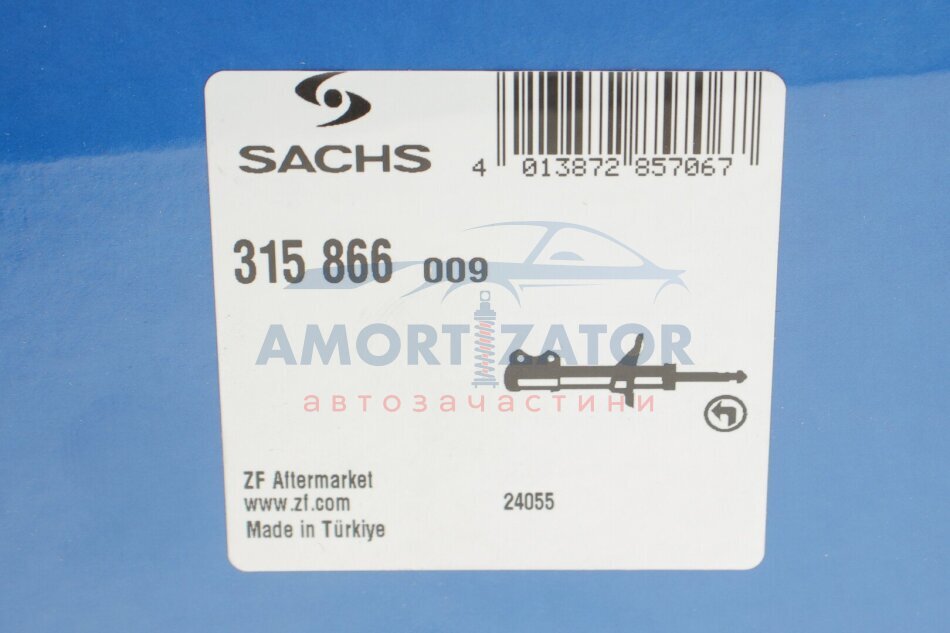 SACHS
4 013872 857067
315 866 009
AMORTIZATOR
автозачастини
ZF Aftermarket
www.zf.com
24055
Made in Türkiye